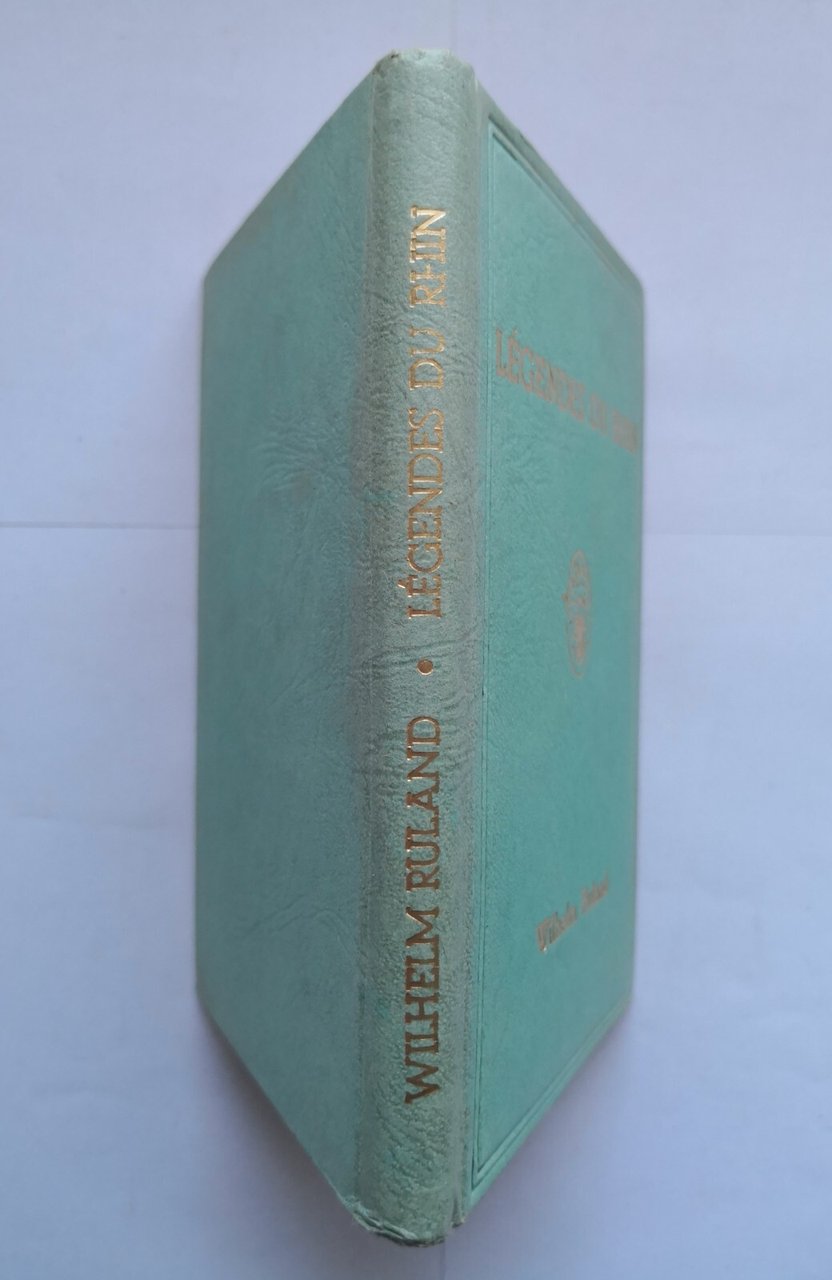 WILHELM RULAND • LÉGENDES DU RHIN
LÉGENDES DU RHIN
Wilhelm Ruland